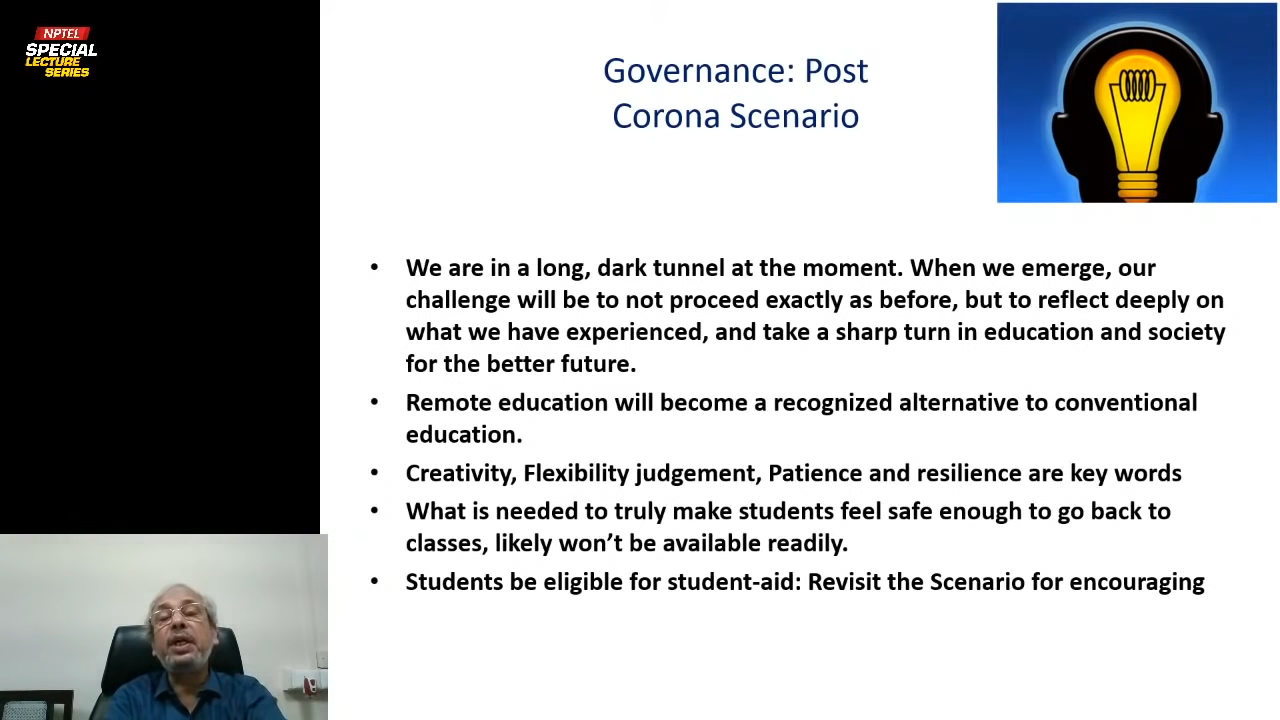 NPTEL
SPECIAL
LECTURE
SERIES
Governance: Post
Corona Scenario
• We are in a long, dark tunnel at the moment. When we emerge, our
challenge will be to not proceed exactly as before, but to reflect deeply on
what we have experienced, and take a sharp turn in education and society
for the better future.
• Remote education will become a recognized alternative to conventional
education.
• Creativity, Flexibility judgement, Patience and resilience are key words
• What is needed to truly make students feel safe enough to go back to
classes, likely won’t be available readily.
• Students be eligible for student-aid: Revisit the Scenario for encouraging